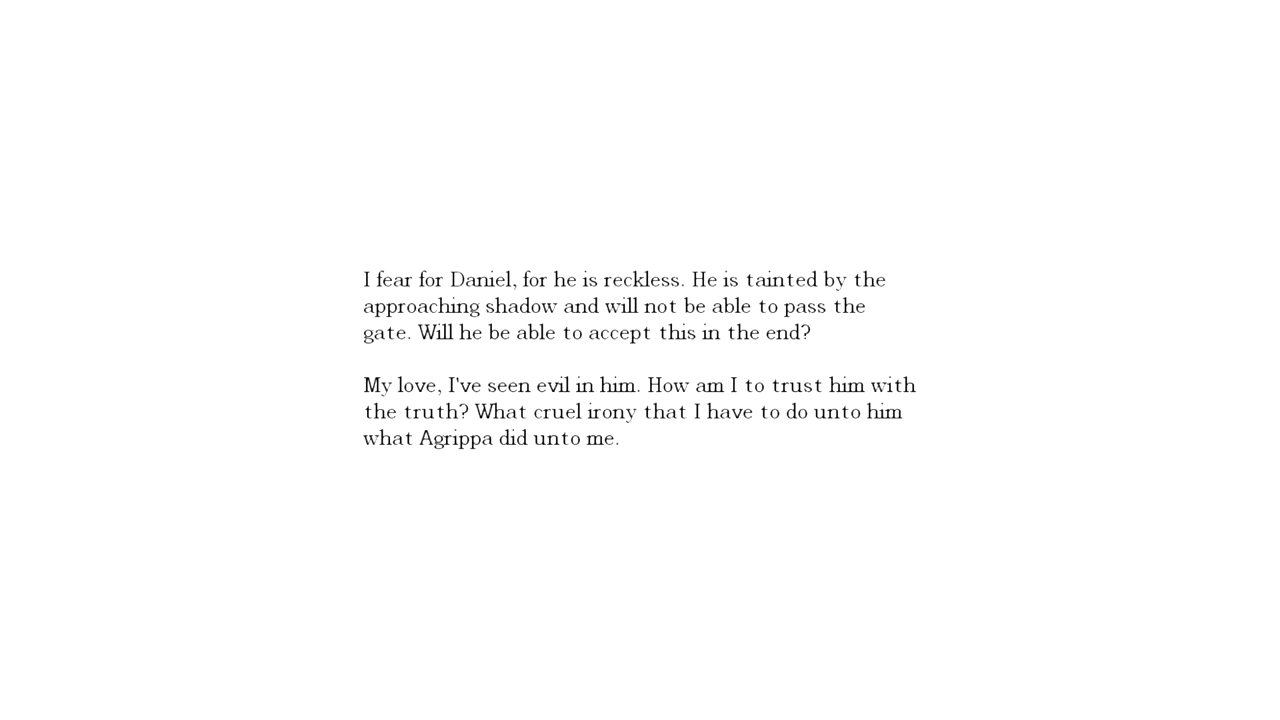 I fear for Daniel, for he is reckless. He is tainted by the
approaching shadow and will not be able to pass the
gate. Will he be able to accept this in the end?
My love, I've seen evil in him. How am I to trust him with
the truth? What cruel irony that I have to do unto him
what Agrippa did unto me.